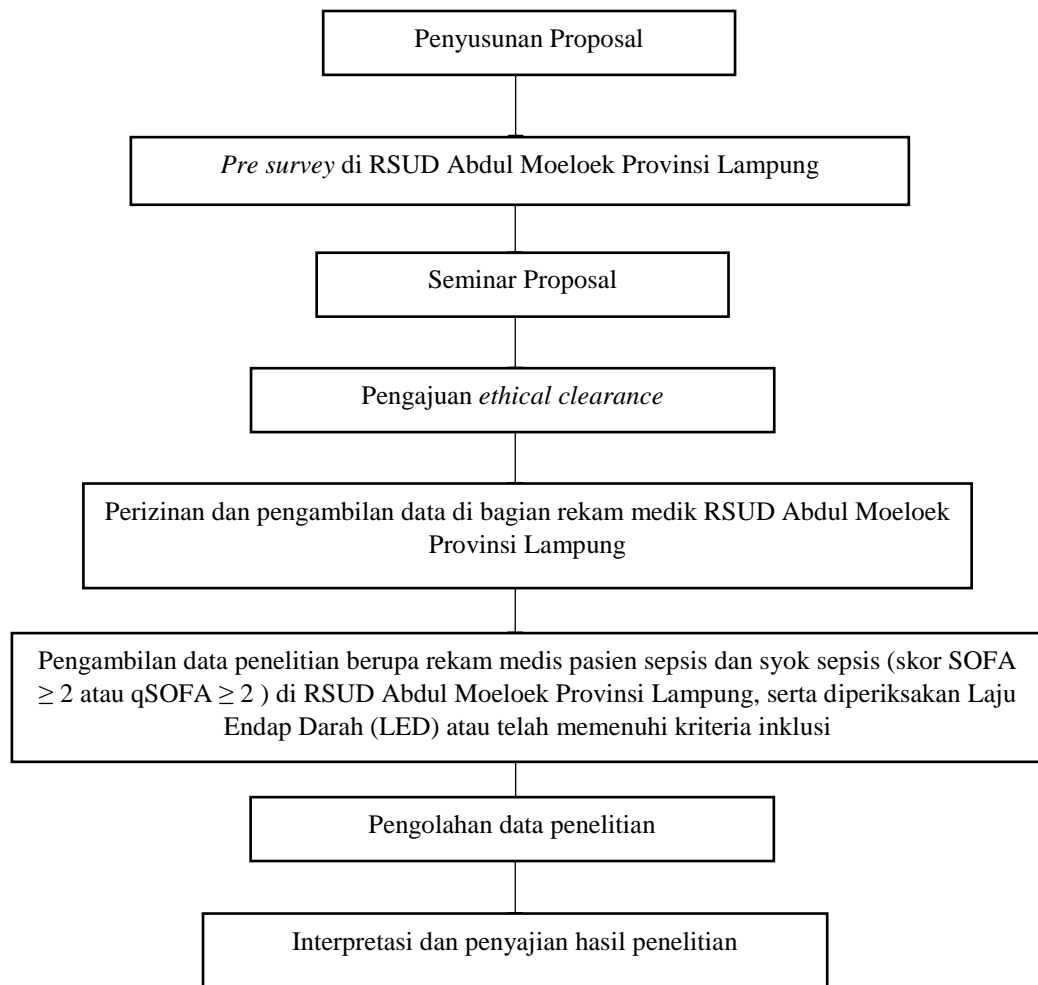 Penyusunan Proposal
Pre survey di RSUD Abdul Moeloek Provinsi Lampung
Seminar Proposal
Pengajuan ethical clearance
Perizinan dan pengambilan data di bagian rekam medik RSUD Abdul Moeloek
Provinsi Lampung
Pengambilan data penelitian berupa rekam medis pasien sepsis dan syok sepsis (skor SOFA
≥ 2 atau qSOFA ≥ 2 ) di RSUD Abdul Moeloek Provinsi Lampung, serta diperiksakan Laju
Endap Darah (LED) atau telah memenuhi kriteria inklusi
Pengolahan data penelitian
Interpretasi dan penyajian hasil penelitian